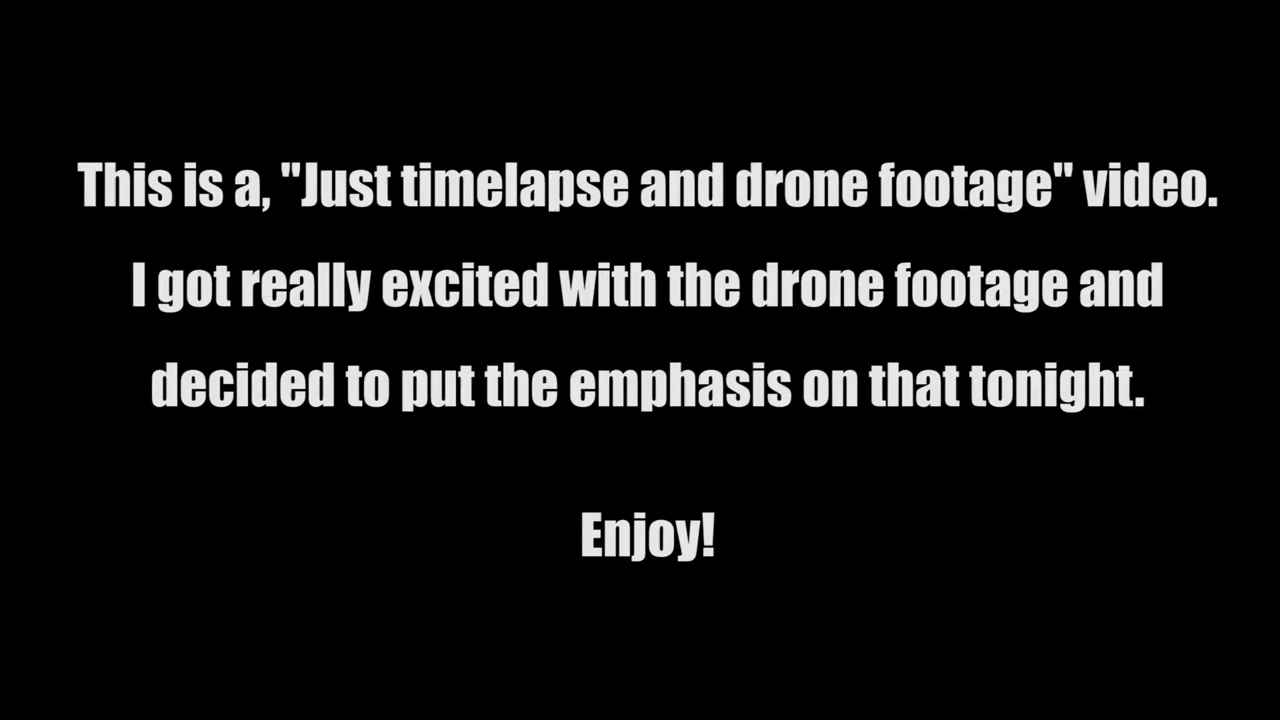 This is a, "Just timelapse and drone footage" video.
I got really excited with the drone footage and
decided to put the emphasis on that tonight.
Enjoy!